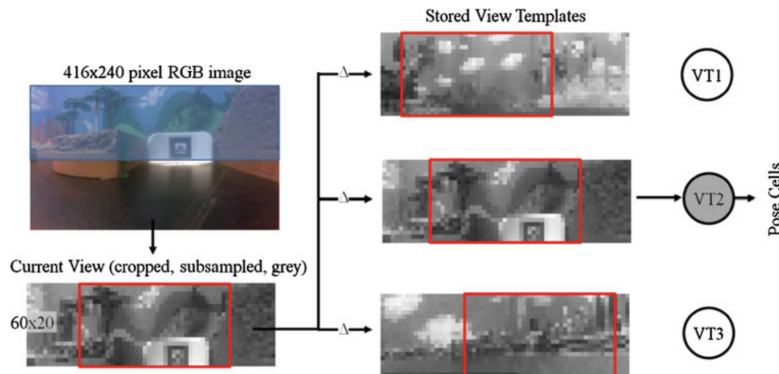 Stored View Templates
416x240 pixel RGB image
Δ
VT1
Δ
VT2
Pose Cells
Current View (cropped, subsampled, grey)
60x20
Δ
VT3